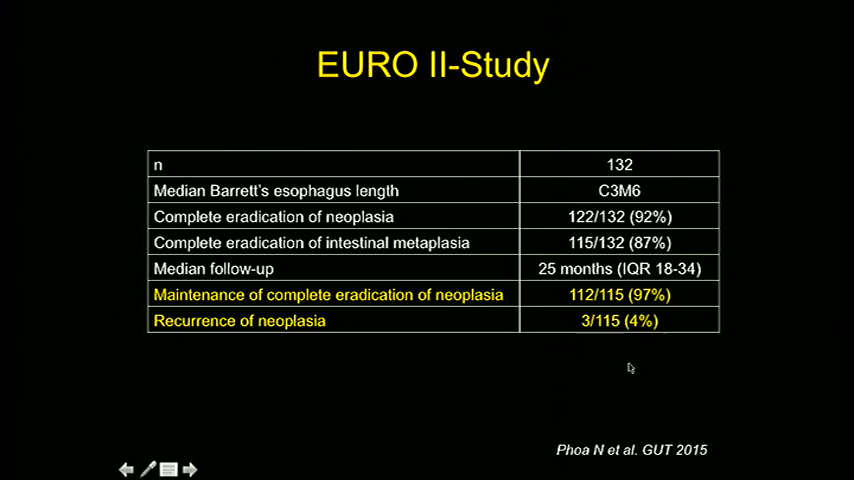 EURO II-Study
n 132
Median Barrett's esophagus length C3M6
Complete eradication of neoplasia 122/132 (92%)
Complete eradication of intestinal metaplasia 115/132 (87%)
Median follow-up 25 months (IQR 18-34)
Maintenance of complete eradication of neoplasia 112/115 (97%)
Recurrence of neoplasia 3/115 (4%)
Phoa N et al. GUT 2015